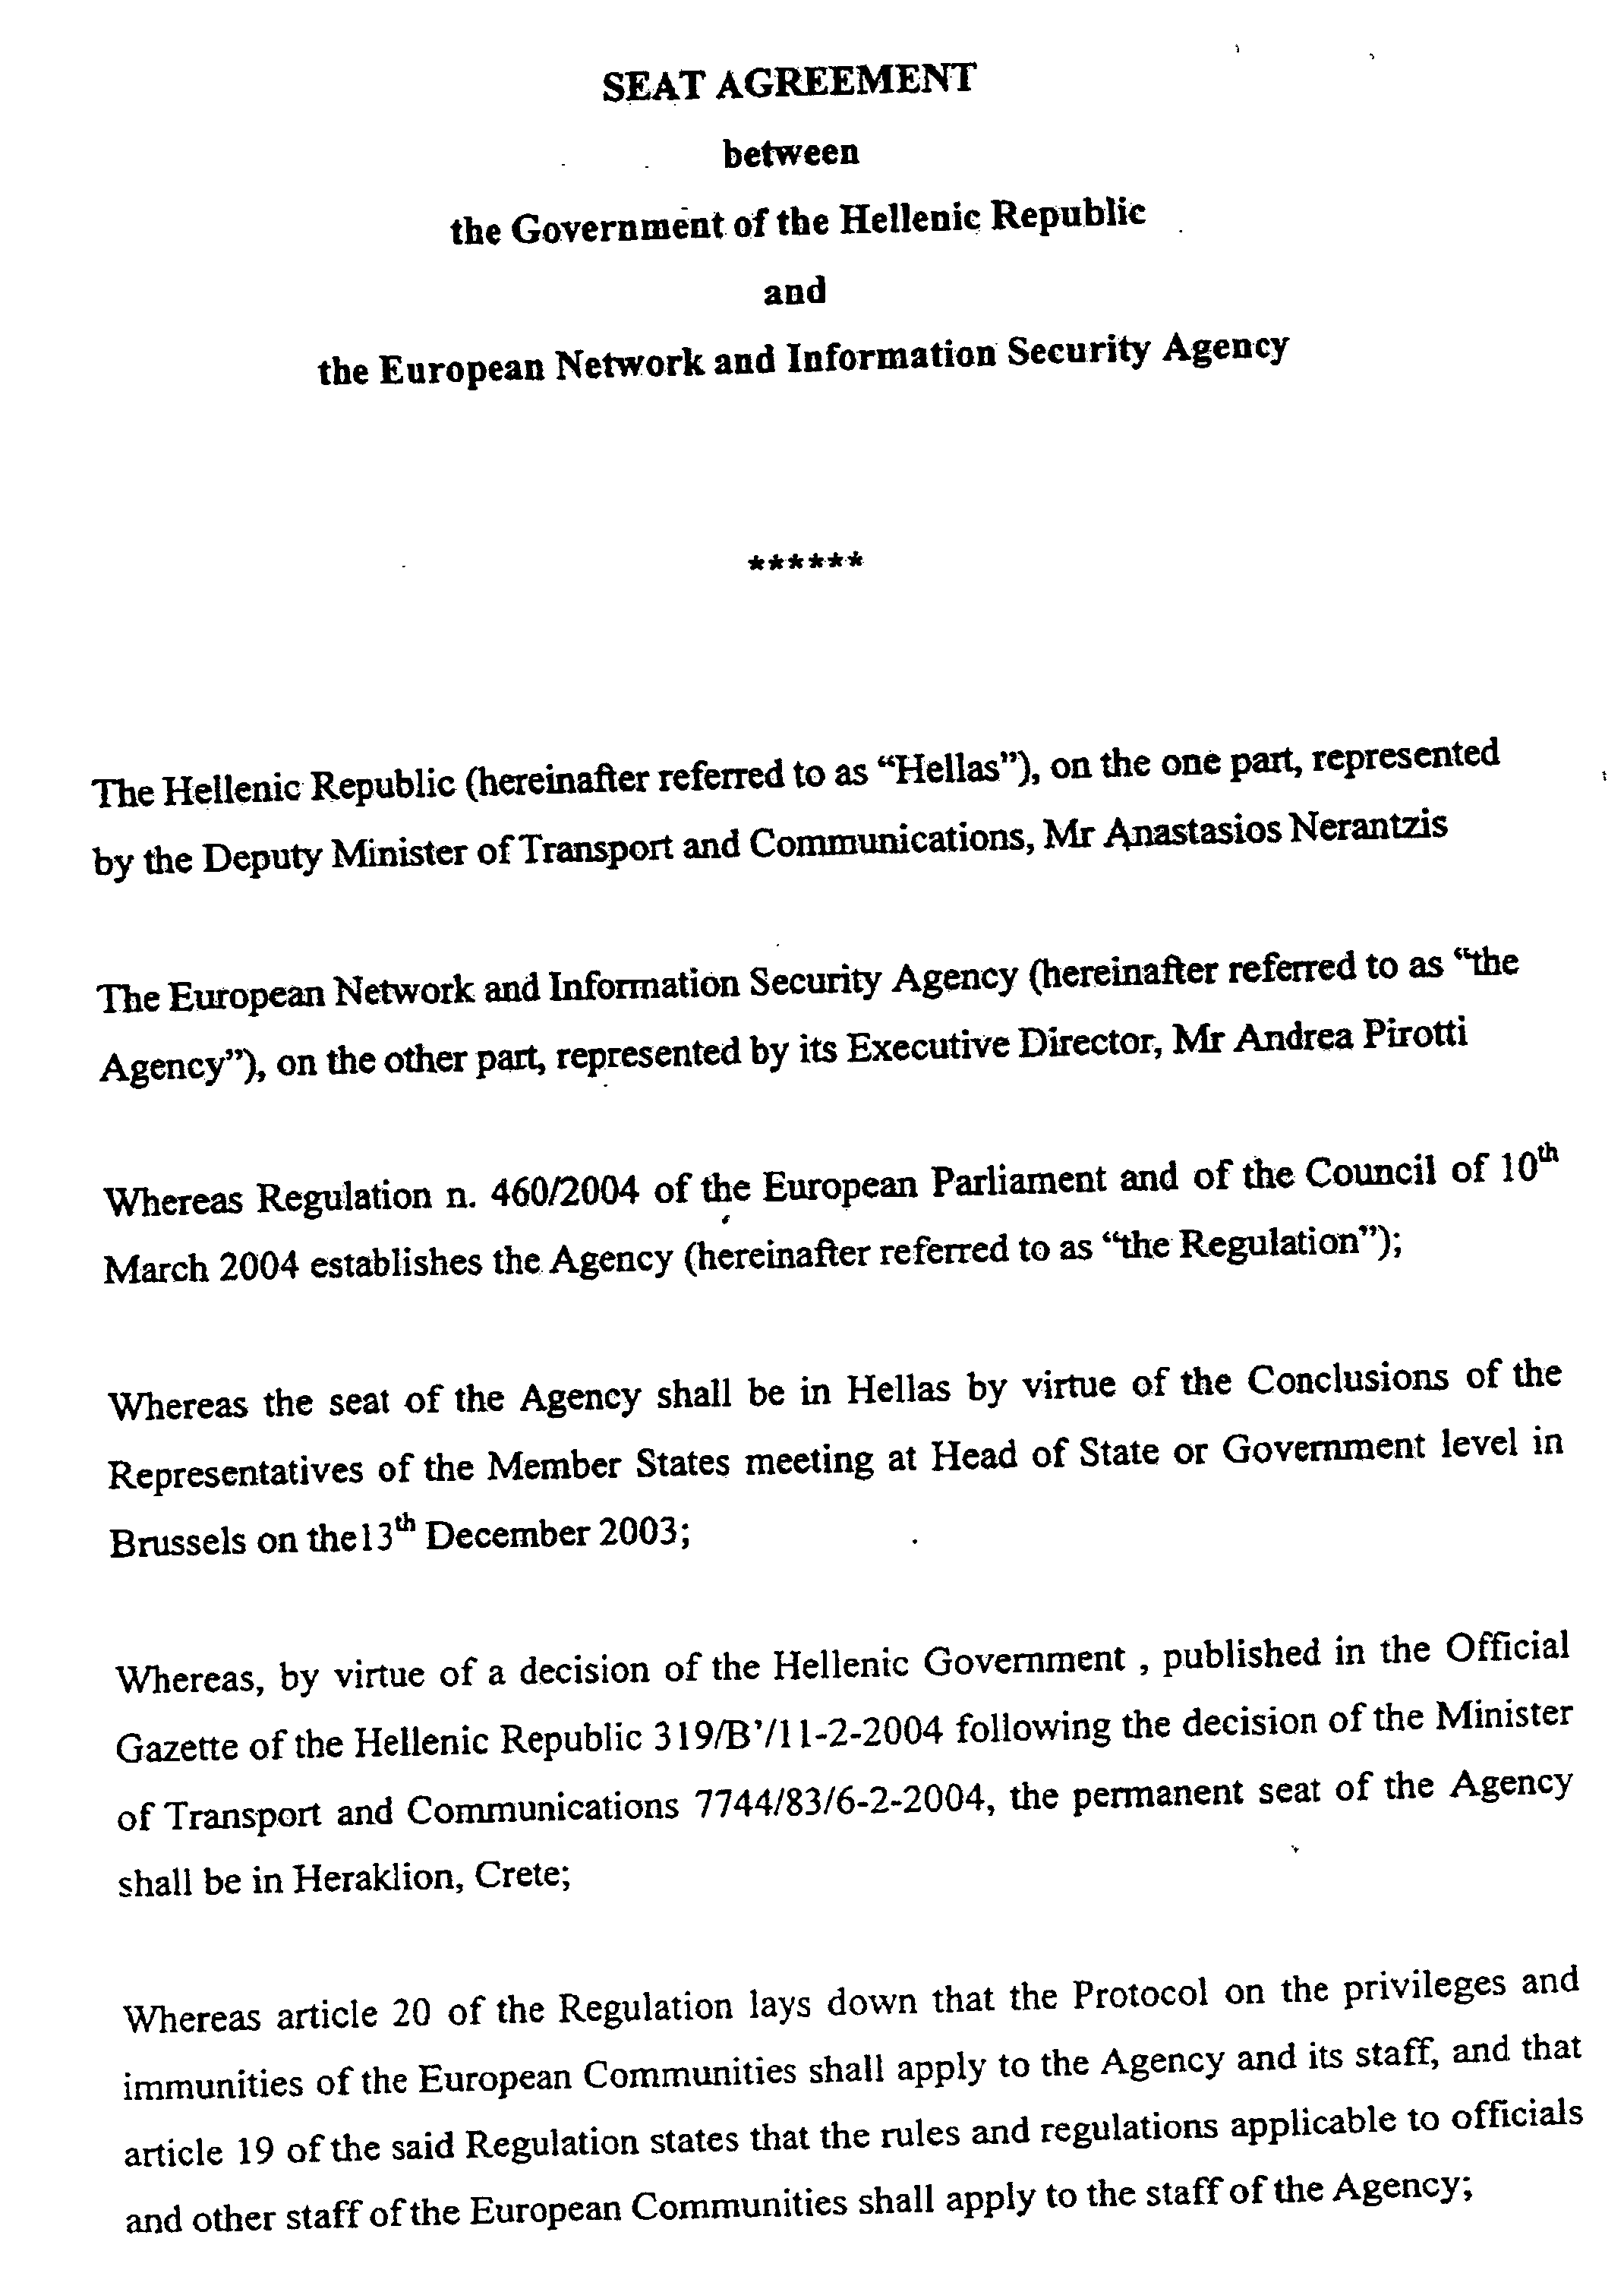 SEAT AGREEMENT
between
the Government of the Hellenic Republic
and
the European Network and Information Security Agency
******
The Hellenic Republic (hereinafter referred to as “Hellas”), on the one part, represented
by the Deputy Minister of Transport and Communications, Mr Anastasios Nerantzis
The European Network and Information Security Agency (hereinafter referred to as “the
Agency”), on the other part, represented by its Executive Director, Mr Andrea Pirotti
Whereas Regulation n. 460/2004 of the European Parliament and of the Council of 10th
March 2004 establishes the Agency (hereinafter referred to as “the Regulation”);
Whereas the seat of the Agency shall be in Hellas by virtue of the Conclusions of the
Representatives of the Member States meeting at Head of State or Government level in
Brussels on the13th December 2003;
Whereas, by virtue of a decision of the Hellenic Government , published in the Official
Gazette of the Hellenic Republic 319/B’/11-2-2004 following the decision of the Minister
of Transport and Communications 7744/83/6-2-2004, the permanent seat of the Agency
shall be in Heraklion, Crete;
Whereas article 20 of the Regulation lays down that the Protocol on the privileges and
immunities of the European Communities shall apply to the Agency and its staff, and that
article 19 of the said Regulation states that the rules and regulations applicable to officials
and other staff of the European Communities shall apply to the staff of the Agency;